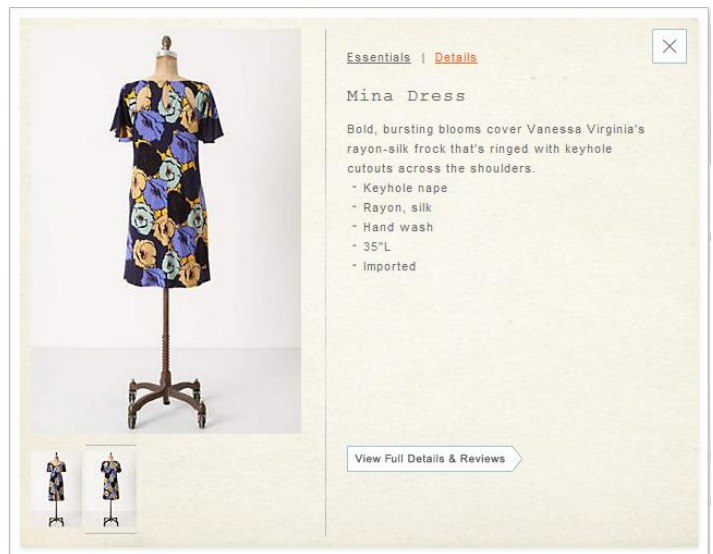 Essentials | Details
Mina Dress
Bold, bursting blooms cover Vanessa Virginia's
rayon-silk frock that's ringed with keyhole
cutouts across the shoulders.
- Keyhole nape
- Rayon, silk
- Hand wash
- 35"L
- Imported
View Full Details & Reviews